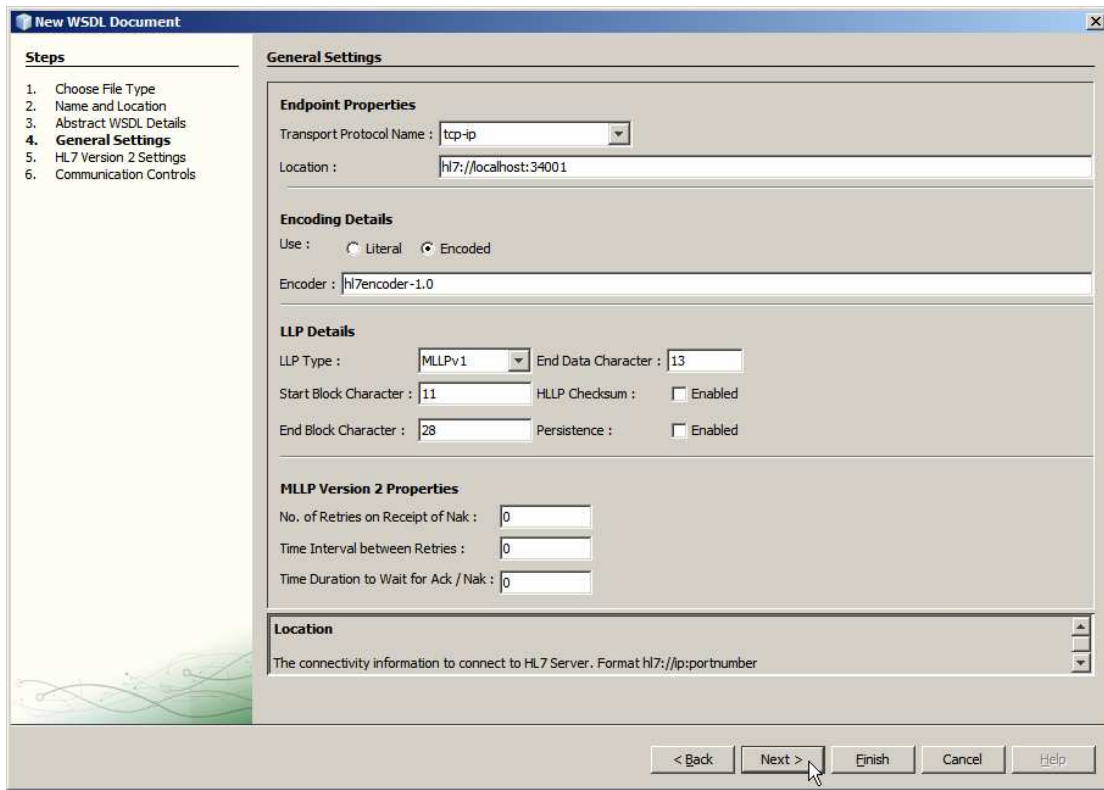 New WSDL Document
Steps
1. Choose File Type
2. Name and Location
3. Abstract WSDL Details
4. General Settings
5. HL7 Version 2 Settings
6. Communication Controls
General Settings
Endpoint Properties
Transport Protocol Name : tcp-ip
Location : hl7://localhost:34001
Encoding Details
Use : Literal Encoded
Encoder : hl7encoder-1.0
LLP Details
LLP Type : MLLPv1 End Data Character : 13
Start Block Character : 11 HLLP Checksum : Enabled
End Block Character : 28 Persistence : Enabled
MLLP Version 2 Properties
No. of Retries on Receipt of Nak : 0
Time Interval between Retries : 0
Time Duration to Wait for Ack / Nak : 0
Location
The connectivity information to connect to HL7 Server. Format hl7://ip:portnumber
< Back Next > Finish Cancel Help